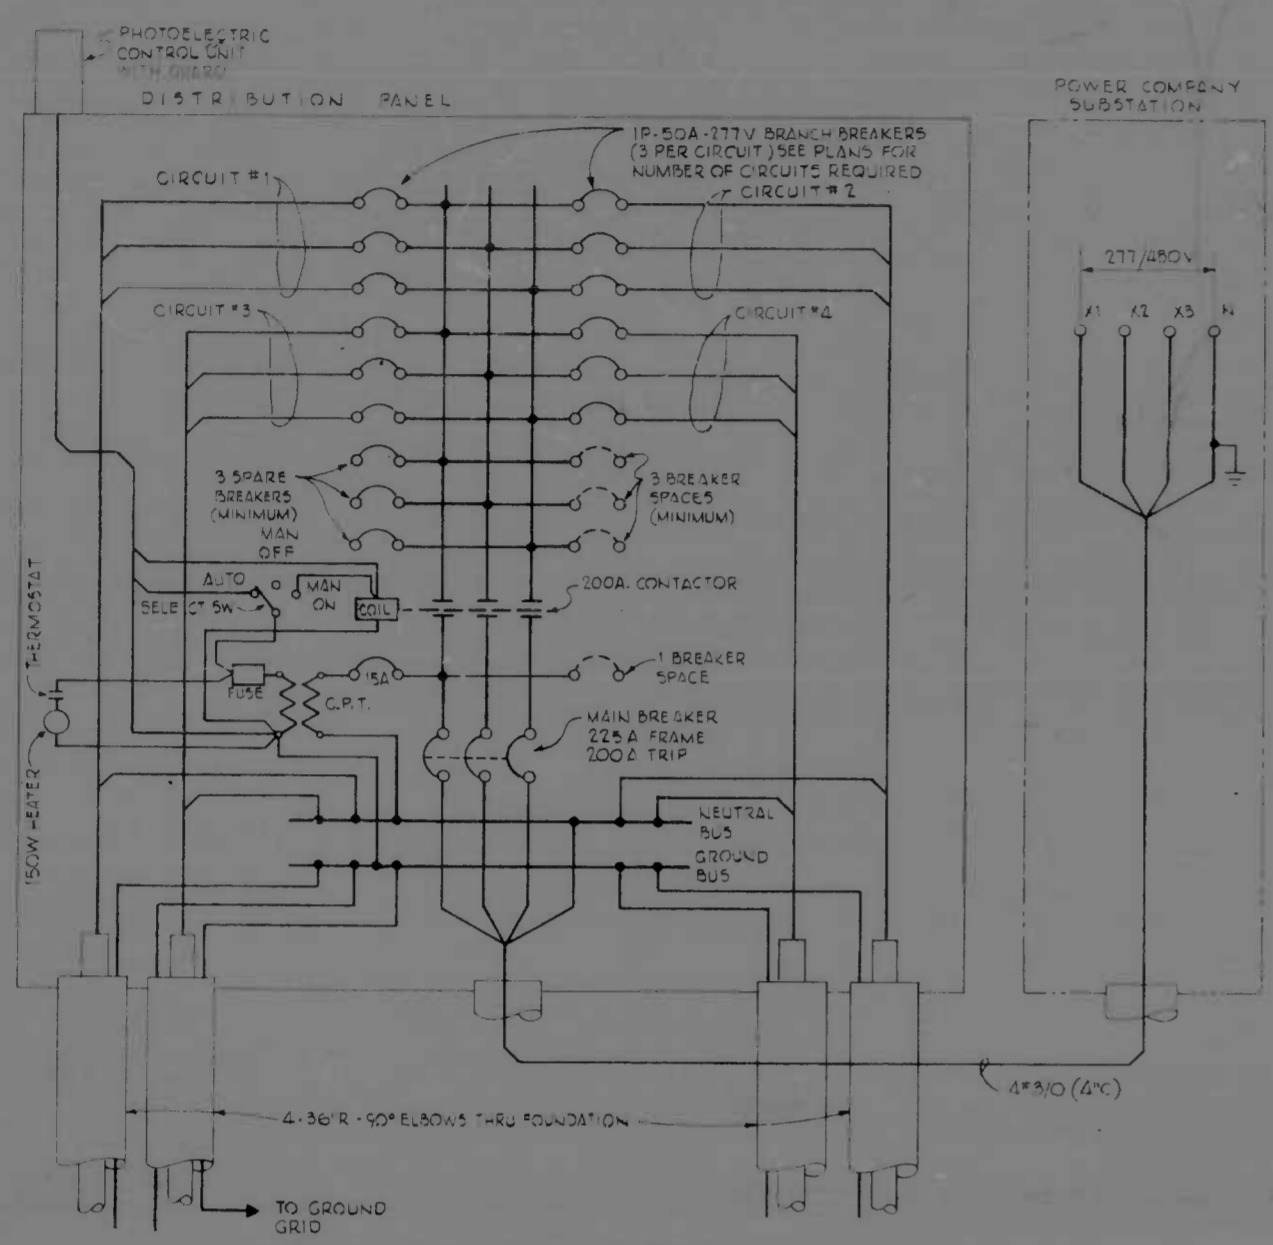 PHOTOELECTRIC
CONTROL UNIT
WITH GUARD
DISTRIBUTION PANEL
POWER COMPANY
SUBSTATION
1P-50A-277V BRANCH BREAKERS
(3 PER CIRCUIT) SEE PLANS FOR
NUMBER OF CIRCUITS REQUIRED
CIRCUIT #1
CIRCUIT #2
277/480V
X1 X2 X3 N
CIRCUIT #3
CIRCUIT #4
3 SPARE
BREAKERS
(MINIMUM)
3 BREAKER
SPACES
(MINIMUM)
MAN
OFF
AUTO
MAN
ON
SELECT SW
COIL
200A. CONTACTOR
THERMOSTAT
FUSE
C.P.T.
15A
1 BREAKER
SPACE
MAIN BREAKER
225A FRAME
200A TRIP
150W HEATER
NEUTRAL
BUS
GROUND
BUS
4#3/0 (4"C)
4-36"R-90° ELBOWS THRU FOUNDATION
TO GROUND
GRID